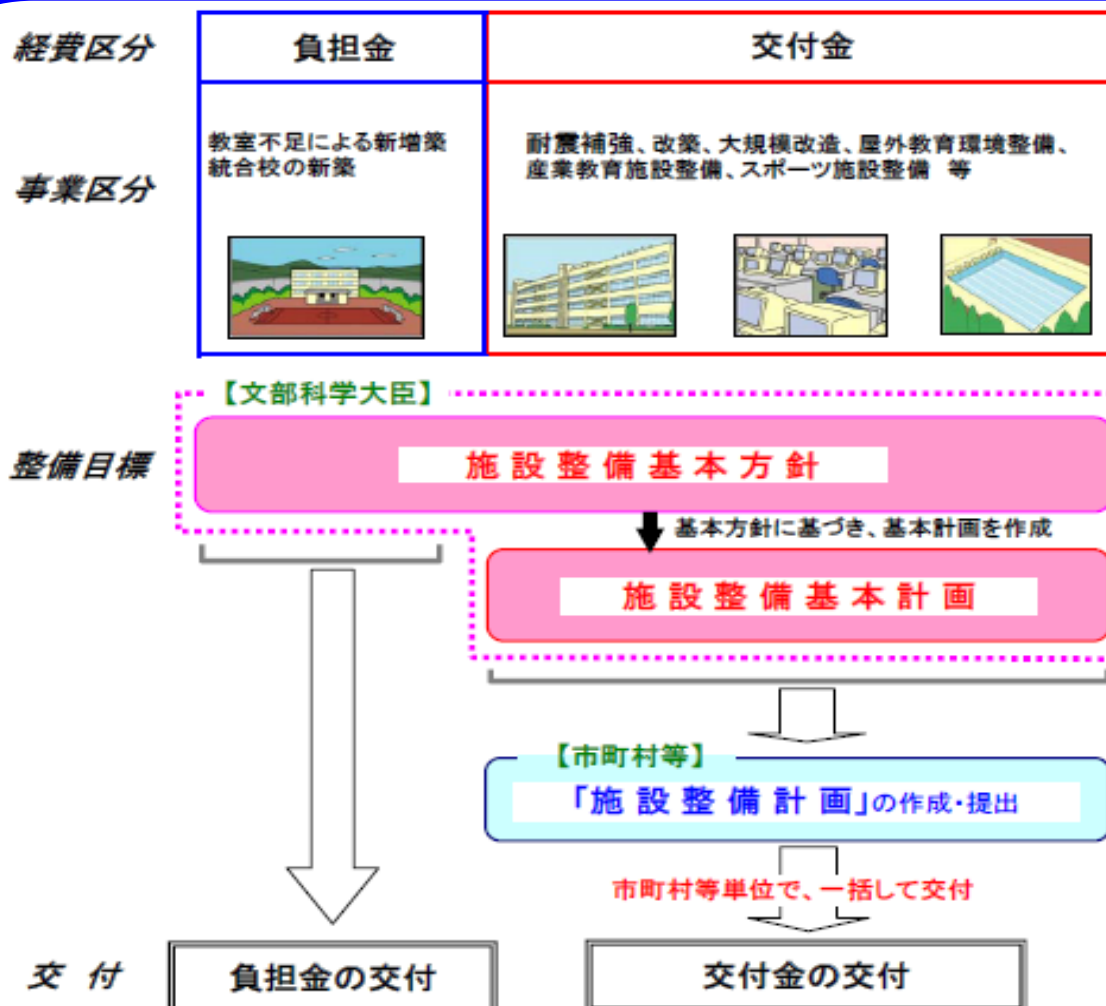 経費区分
負担金
交付金
事業区分
教室不足による新増築
統合校の新築
耐震補強、改築、大規模改造、屋外教育環境整備、
産業教育施設整備、スポーツ施設整備 等
【文部科学大臣】
整備目標
施設整備基本方針
基本方針に基づき、基本計画を作成
施設整備基本計画
【市町村等】
「施設整備計画」の作成・提出
市町村等単位で、一括して交付
交 付
負担金の交付
交付金の交付